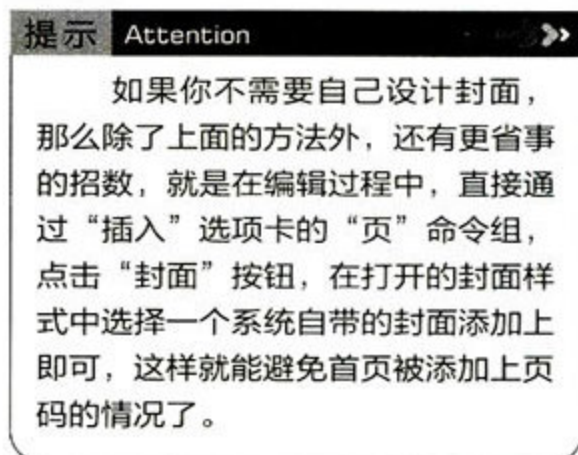 提示 Attention
如果你不需要自己设计封面，
那么除了上面的方法外，还有更省事
的招数，就是在编辑过程中，直接通
过“插入”选项卡的“页”命令组，
点击“封面”按钮，在打开的封面样
式中选择一个系统自带的封面添加上
即可，这样就能避免首页被添加上页
码的情况了。